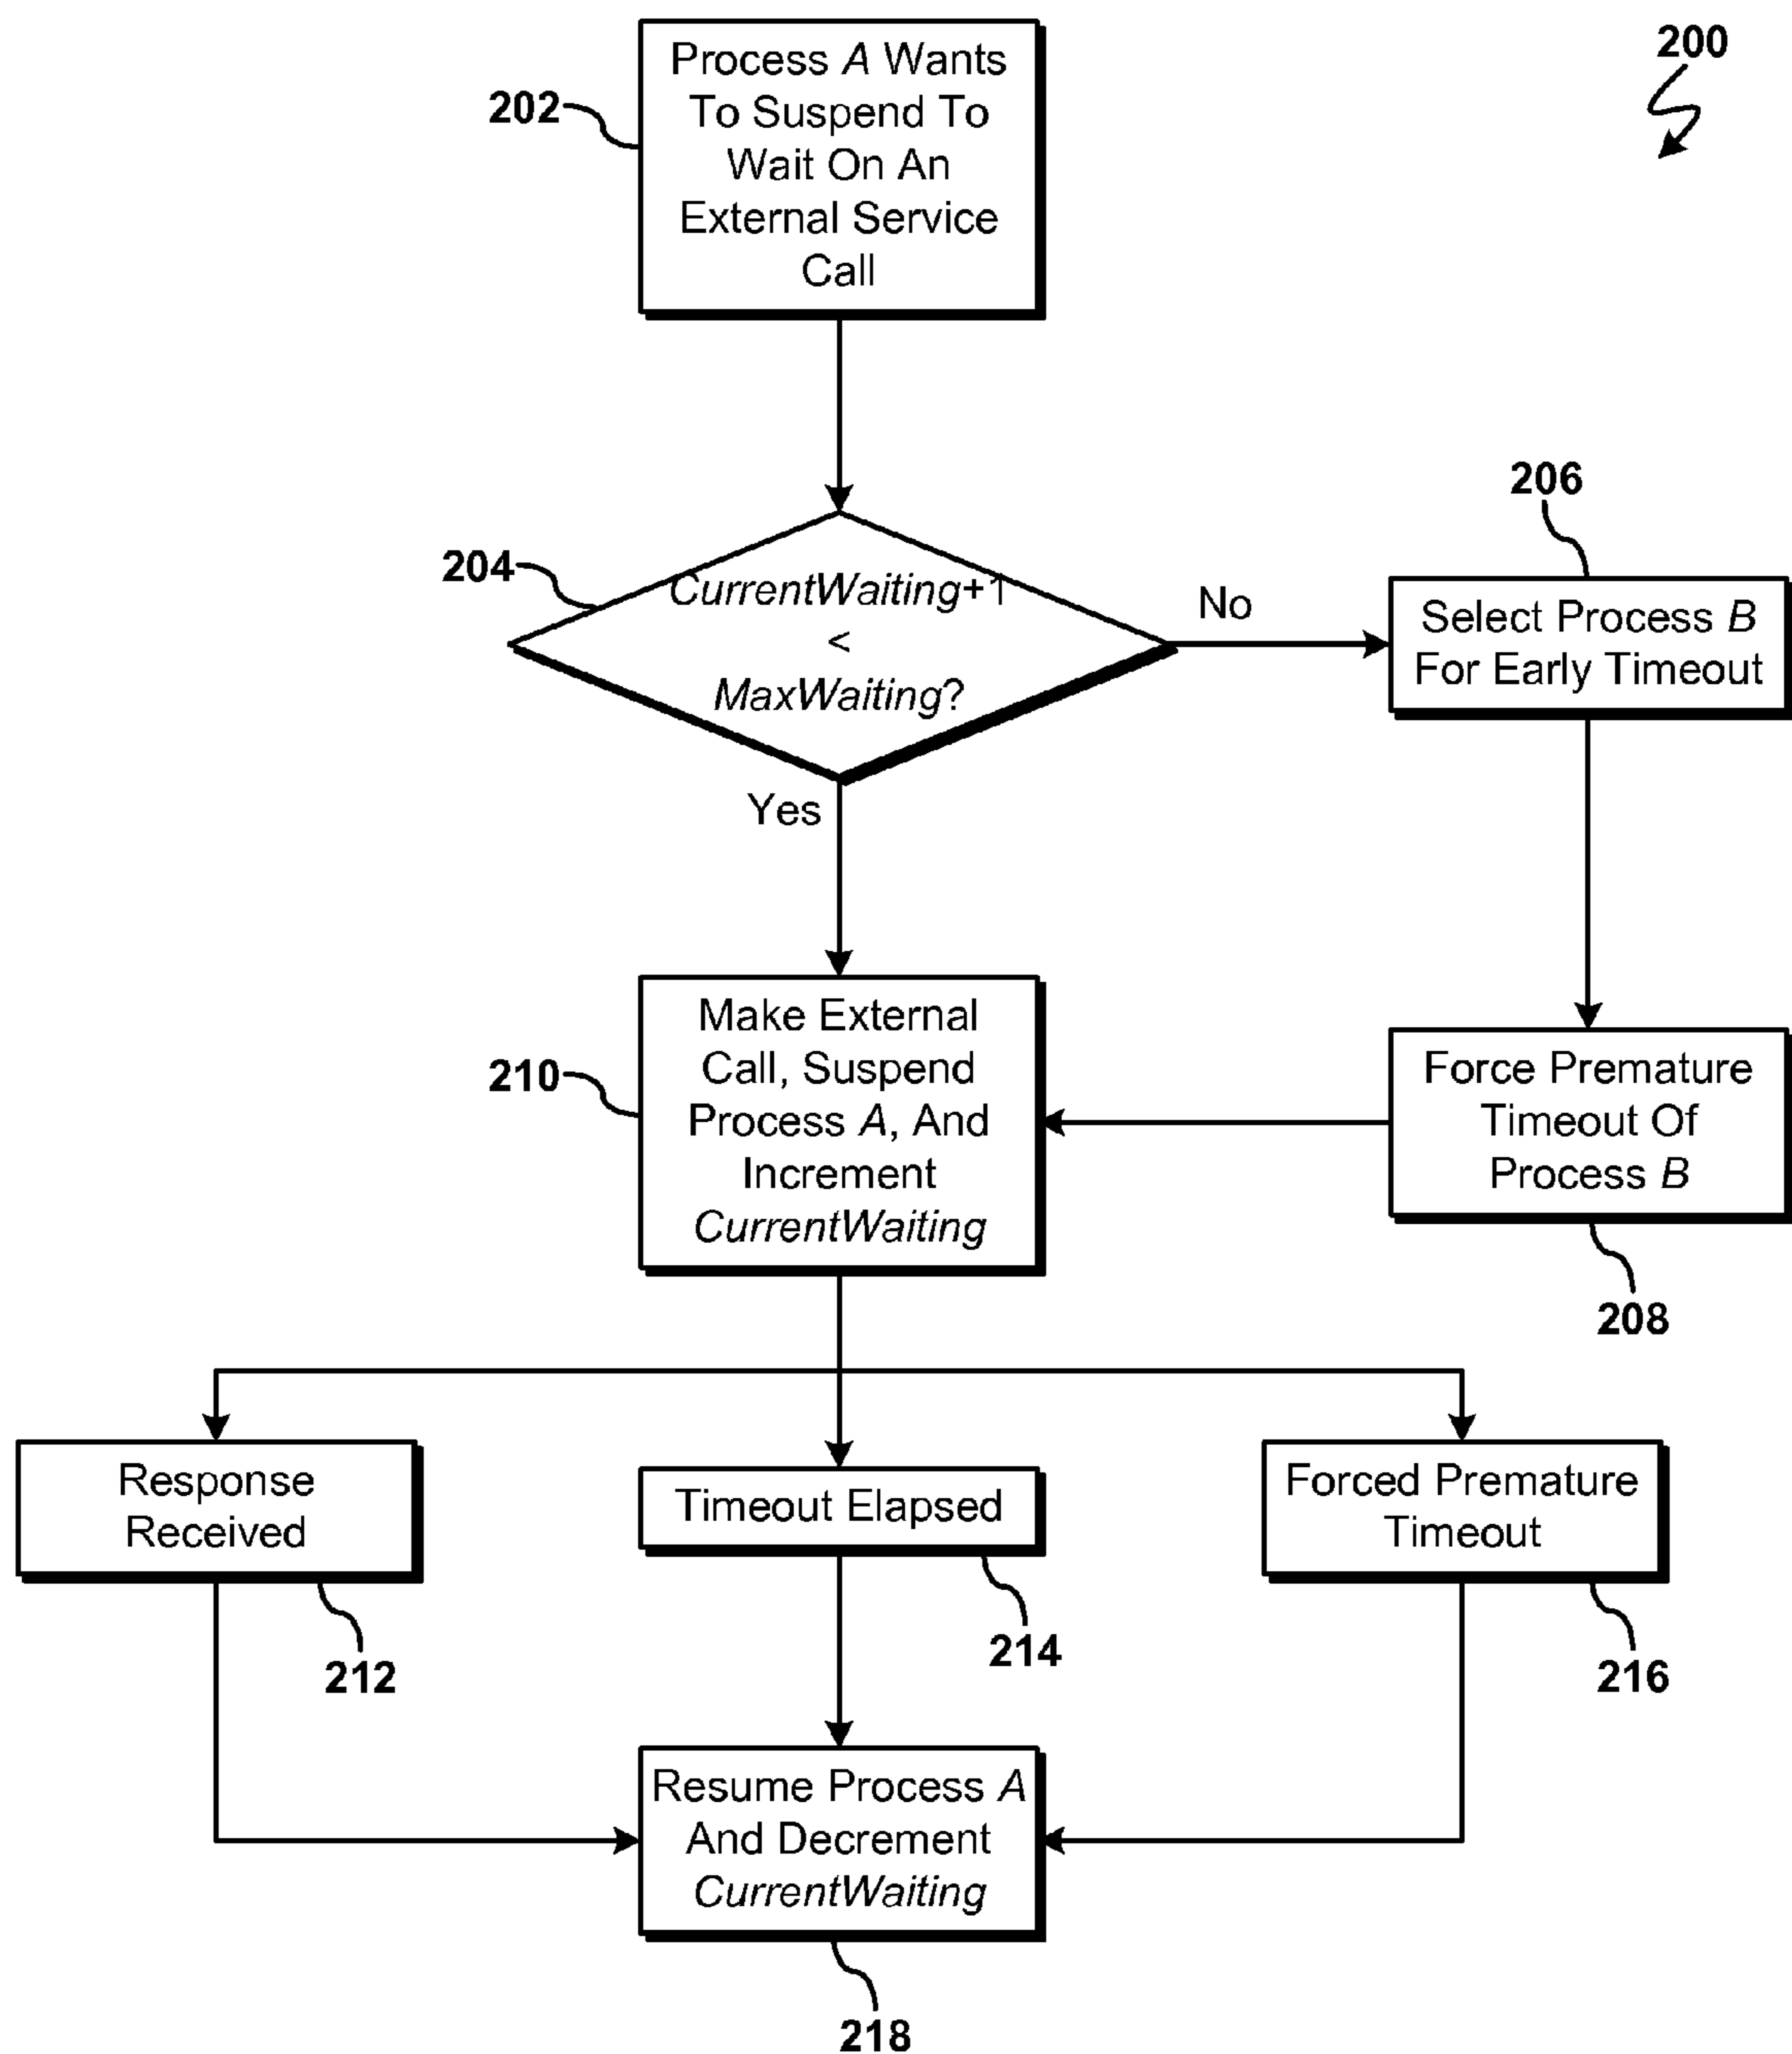 200
202
Process A Wants
To Suspend To
Wait On An
External Service
Call
204
CurrentWaiting+1
<
MaxWaiting?
No
Yes
206
Select Process B
For Early Timeout
210
Make External
Call, Suspend
Process A, And
Increment
CurrentWaiting
Force Premature
Timeout Of
Process B
208
Response
Received
212
Timeout Elapsed
214
Forced Premature
Timeout
216
Resume Process A
And Decrement
CurrentWaiting
218